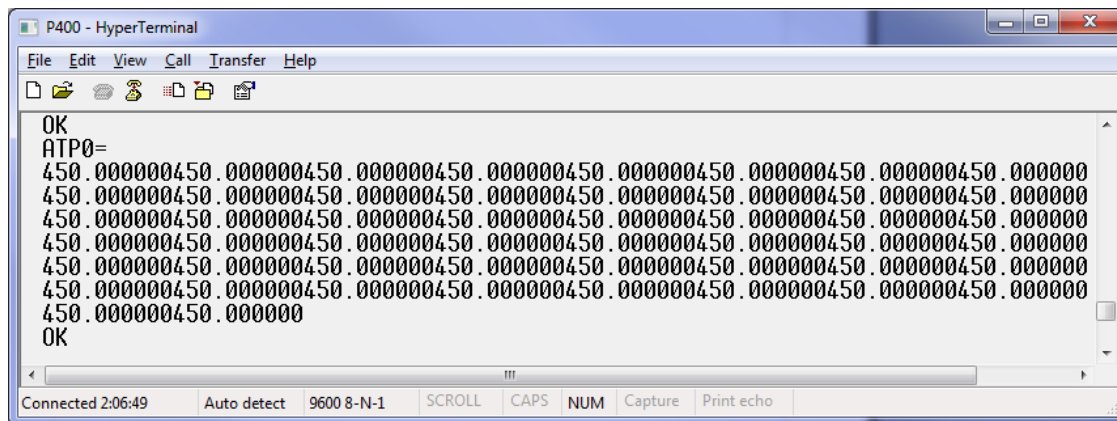 P400 - HyperTerminal
File Edit View Call Transfer Help
OK
ATP0=
450.000000450.000000450.000000450.000000450.000000450.000000450.000000450.000000
450.000000450.000000450.000000450.000000450.000000450.000000450.000000450.000000
450.000000450.000000450.000000450.000000450.000000450.000000450.000000450.000000
450.000000450.000000450.000000450.000000450.000000450.000000450.000000450.000000
450.000000450.000000450.000000450.000000450.000000450.000000450.000000450.000000
450.000000450.000000450.000000450.000000450.000000450.000000450.000000450.000000
450.000000450.000000
OK
Connected 2:06:49 Auto detect 9600 8-N-1 SCROLL CAPS NUM Capture Print echo